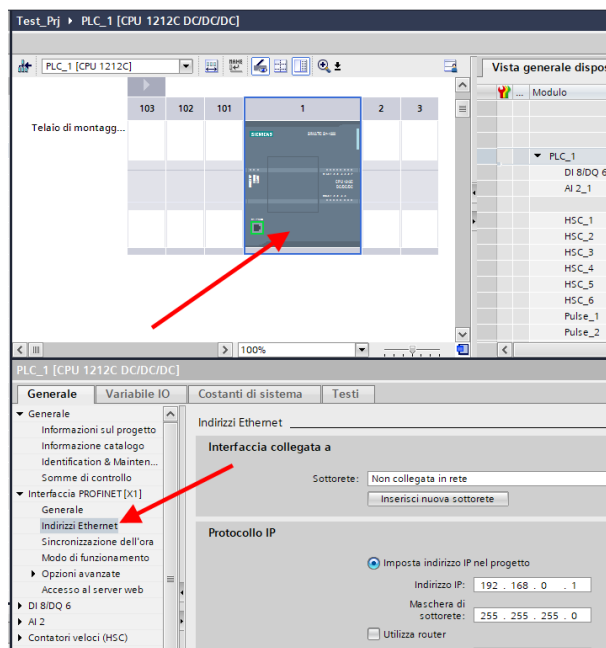 Test_Prj ▸ PLC_1 [CPU 1212C DC/DC/DC]
PLC_1 [CPU 1212C]
Vista generale dispos
... Modulo
103 102 101 1 2 3
Telaio di montagg...
SIEMENS
PLC_1
DI 8/DQ 6
AI 2_1
HSC_1
HSC_2
HSC_3
HSC_4
HSC_5
HSC_6
Pulse_1
Pulse_2
100%
PLC_1 [CPU 1212C DC/DC/DC]
Generale Variabile IO Costanti di sistema Testi
Generale
Informazioni sul progetto
Informazione catalogo
Identification & Mainten...
Somme di controllo
Interfaccia PROFINET [X1]
Generale
Indirizzi Ethernet
Sincronizzazione dell'ora
Modo di funzionamento
Opzioni avanzate
Accesso al server web
DI 8/DQ 6
AI 2
Contatori veloci (HSC)
Indirizzi Ethernet
Interfaccia collegata a
Sottorete: Non collegata in rete
Inserisci nuova sottorete
Protocollo IP
Imposta indirizzo IP nel progetto
Indirizzo IP: 192 . 168 . 0 . 1
Maschera di
sottorete: 255 . 255 . 255 . 0
Utilizza router